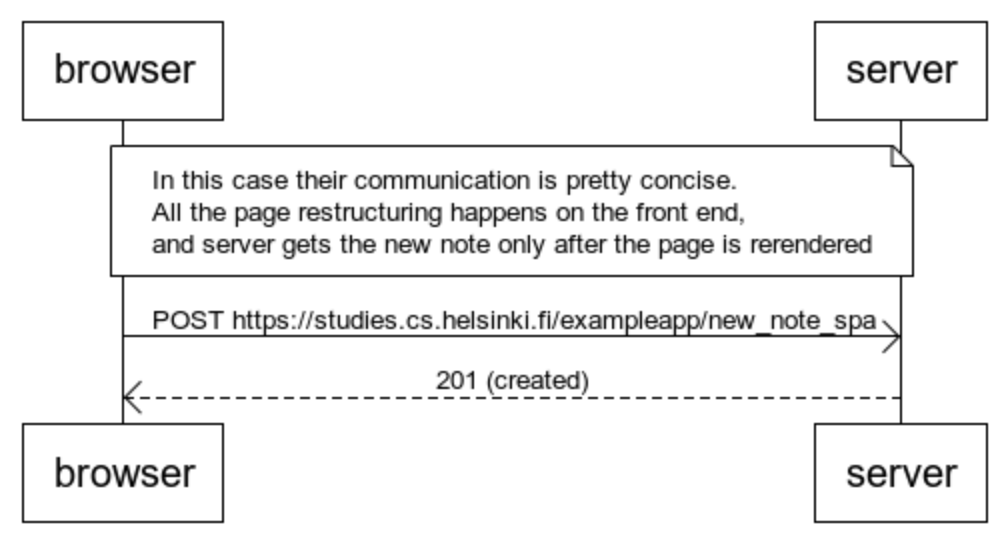 browser
server
In this case their communication is pretty concise.
All the page restructuring happens on the front end,
and server gets the new note only after the page is rerendered
POST https://studies.cs.helsinki.fi/exampleapp/new_note_spa
201 (created)
browser
server